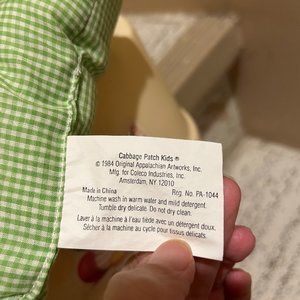 Cabbage Patch Kids ®
© 1984 Original Appalachian Artworks, Inc.
Mfg. for Coleco Industries, Inc.
Amsterdam, NY 12010
Made in China Reg. No. PA-1044
Machine wash in warm water and mild detergent.
Tumble dry delicate. Do not dry clean.
Laver à la machine à l'eau tiède avec un détergent doux.
Sécher à la machine au cycle pour tissus délicats.